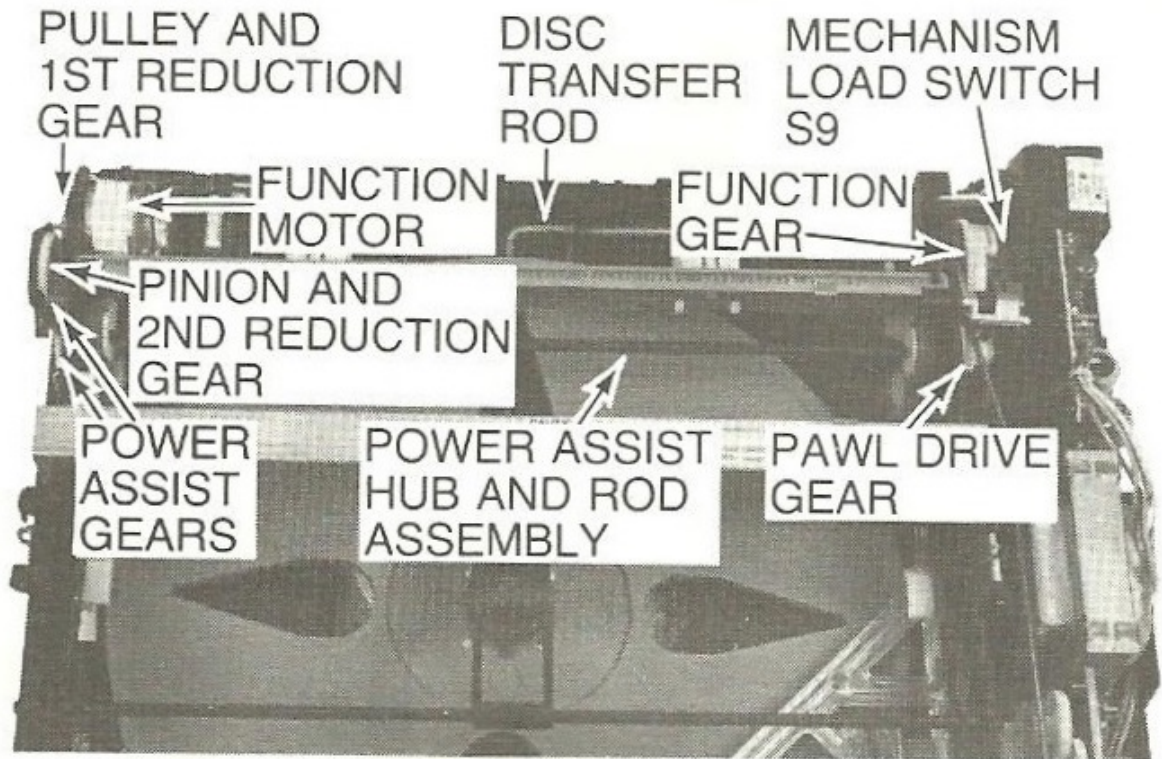 PULLEY AND
1ST REDUCTION
GEAR
DISC
TRANSFER
ROD
MECHANISM
LOAD SWITCH
S9
FUNCTION
MOTOR
FUNCTION
GEAR
PINION AND
2ND REDUCTION
GEAR
POWER
ASSIST
GEARS
POWER ASSIST
HUB AND ROD
ASSEMBLY
PAWL DRIVE
GEAR